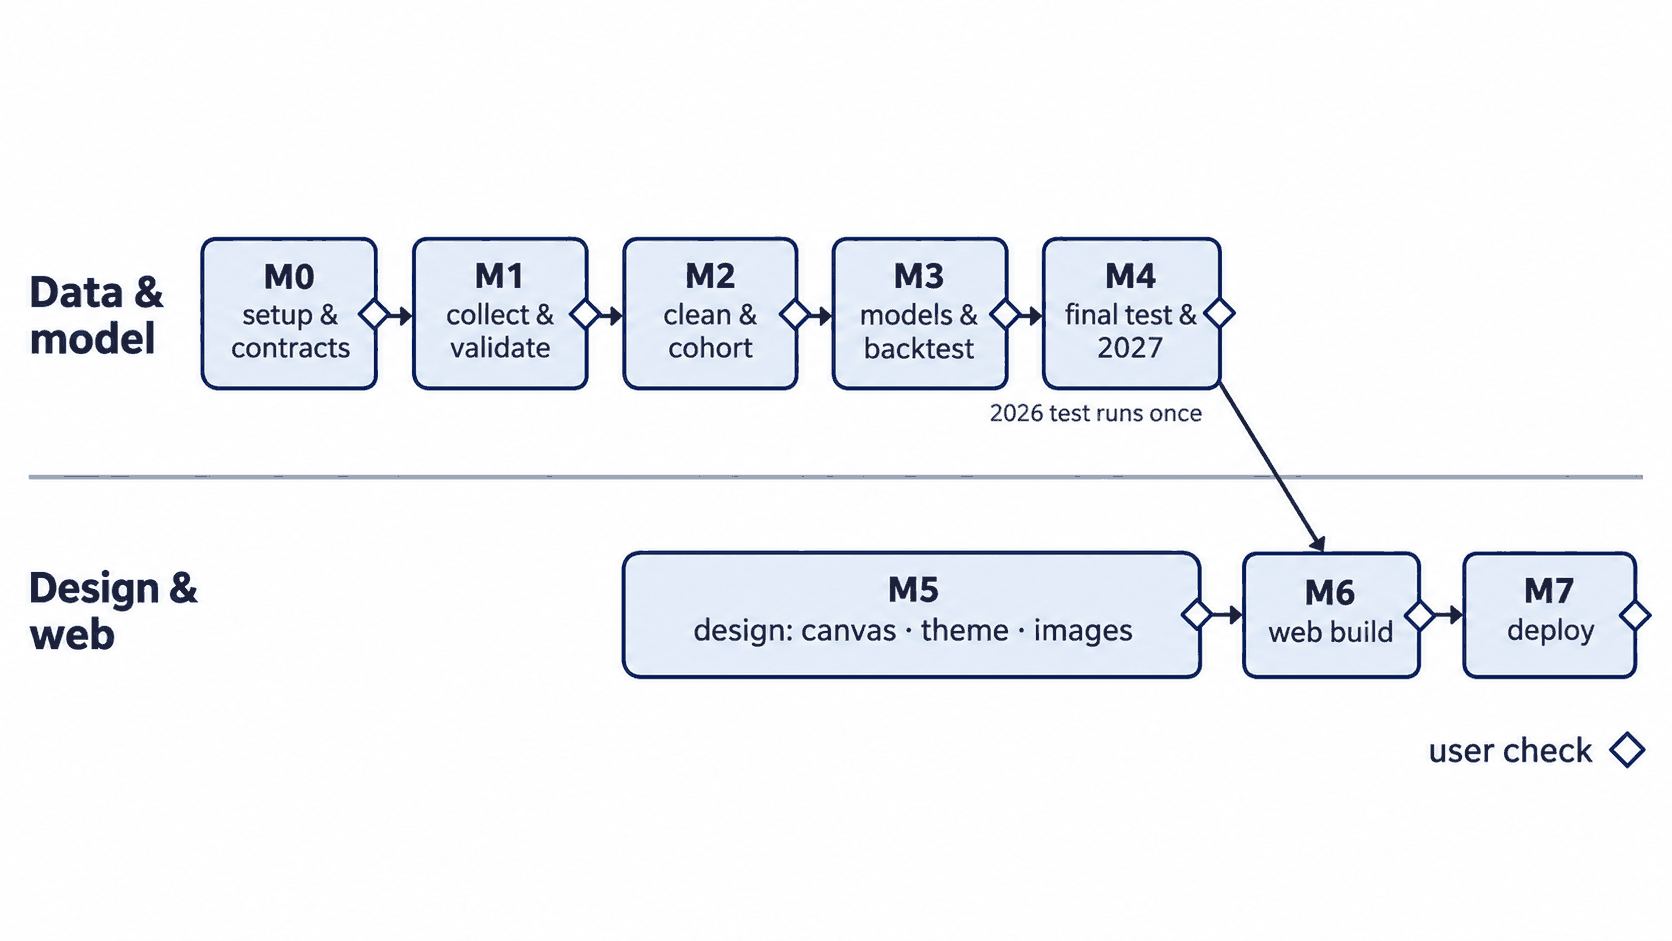 Data &
model
M0
setup &
contracts
M1
collect &
validate
M2
clean &
cohort
M3
models &
backtest
M4
final test &
2027
2026 test runs once
Design &
web
M5
design: canvas · theme · images
M6
web build
M7
deploy
user check